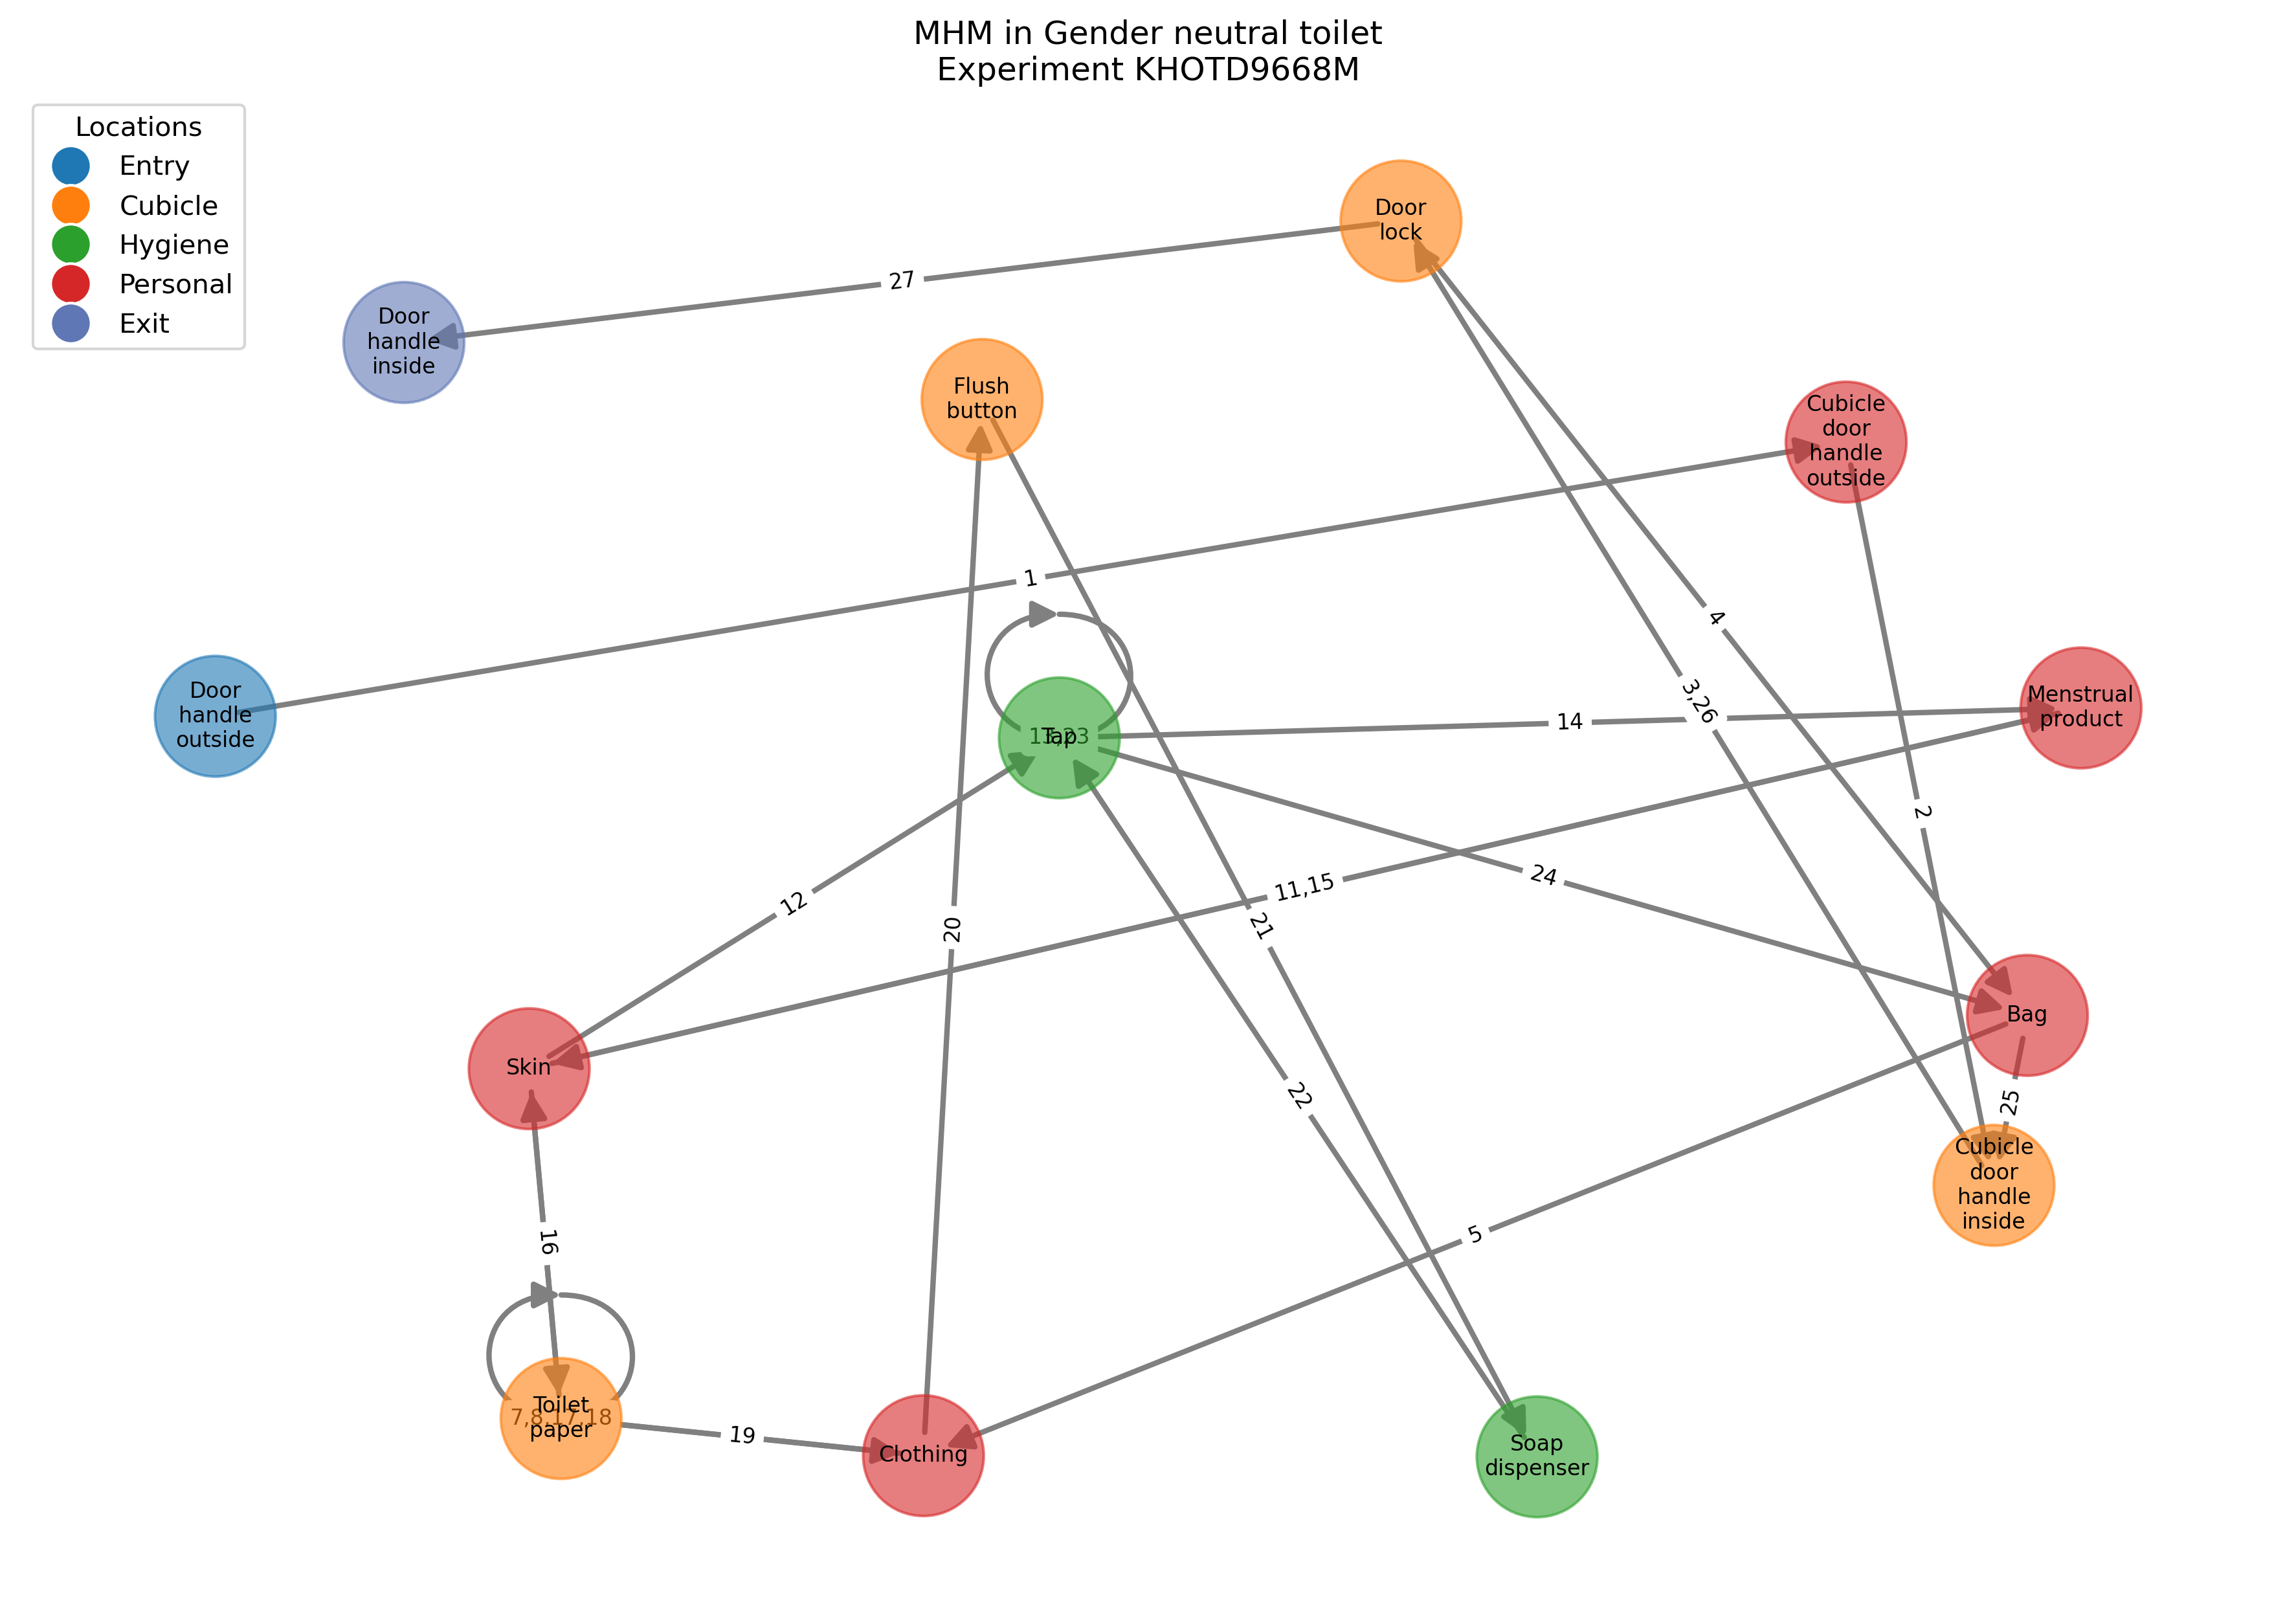 MHM in Gender neutral toilet
Experiment KHOTD9668M
Locations
Entry
Cubicle
Hygiene
Personal
Exit
Door
lock
27
Door
handle
inside
Flush
button
Cubicle
door
handle
outside
1
4
3,26
Door
handle
outside
Tap
14
Menstrual
product
2
24
11,15
12
20
21
Bag
Skin
22
25
Cubicle
door
handle
inside
16
5
Toilet
paper
7,8,17,18
19
Clothing
Soap
dispenser